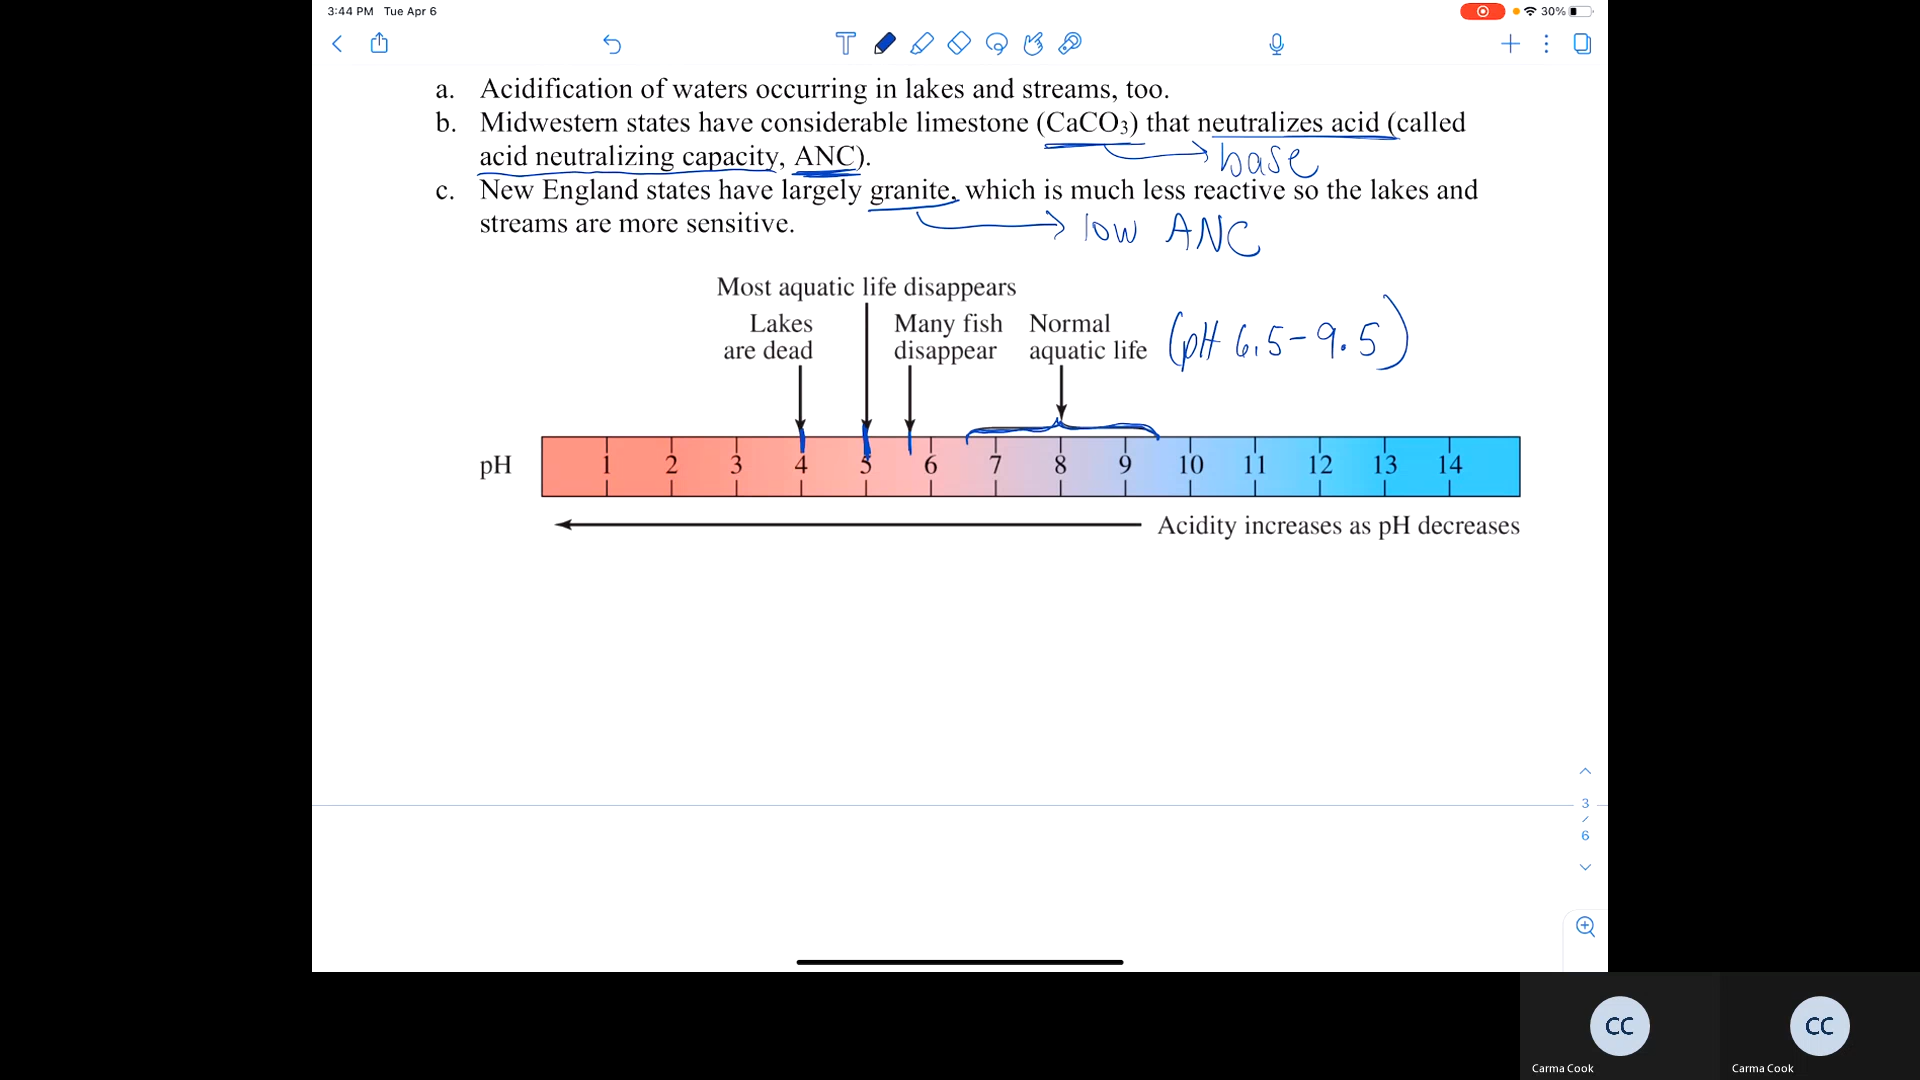 3:44 PM Tue Apr 6
30%
a. Acidification of waters occurring in lakes and streams, too.
b. Midwestern states have considerable limestone (CaCO₃) that neutralizes acid (called
acid neutralizing capacity, ANC).
base
c. New England states have largely granite, which is much less reactive so the lakes and
streams are more sensitive.
low ANC
Most aquatic life disappears
Lakes
are dead
Many fish
disappear
Normal
aquatic life
(pH 6.5-9.5)
pH
1 2 3 4 5 6 7 8 9 10 11 12 13 14
Acidity increases as pH decreases
3
/
6
CC
Carma Cook
CC
Carma Cook